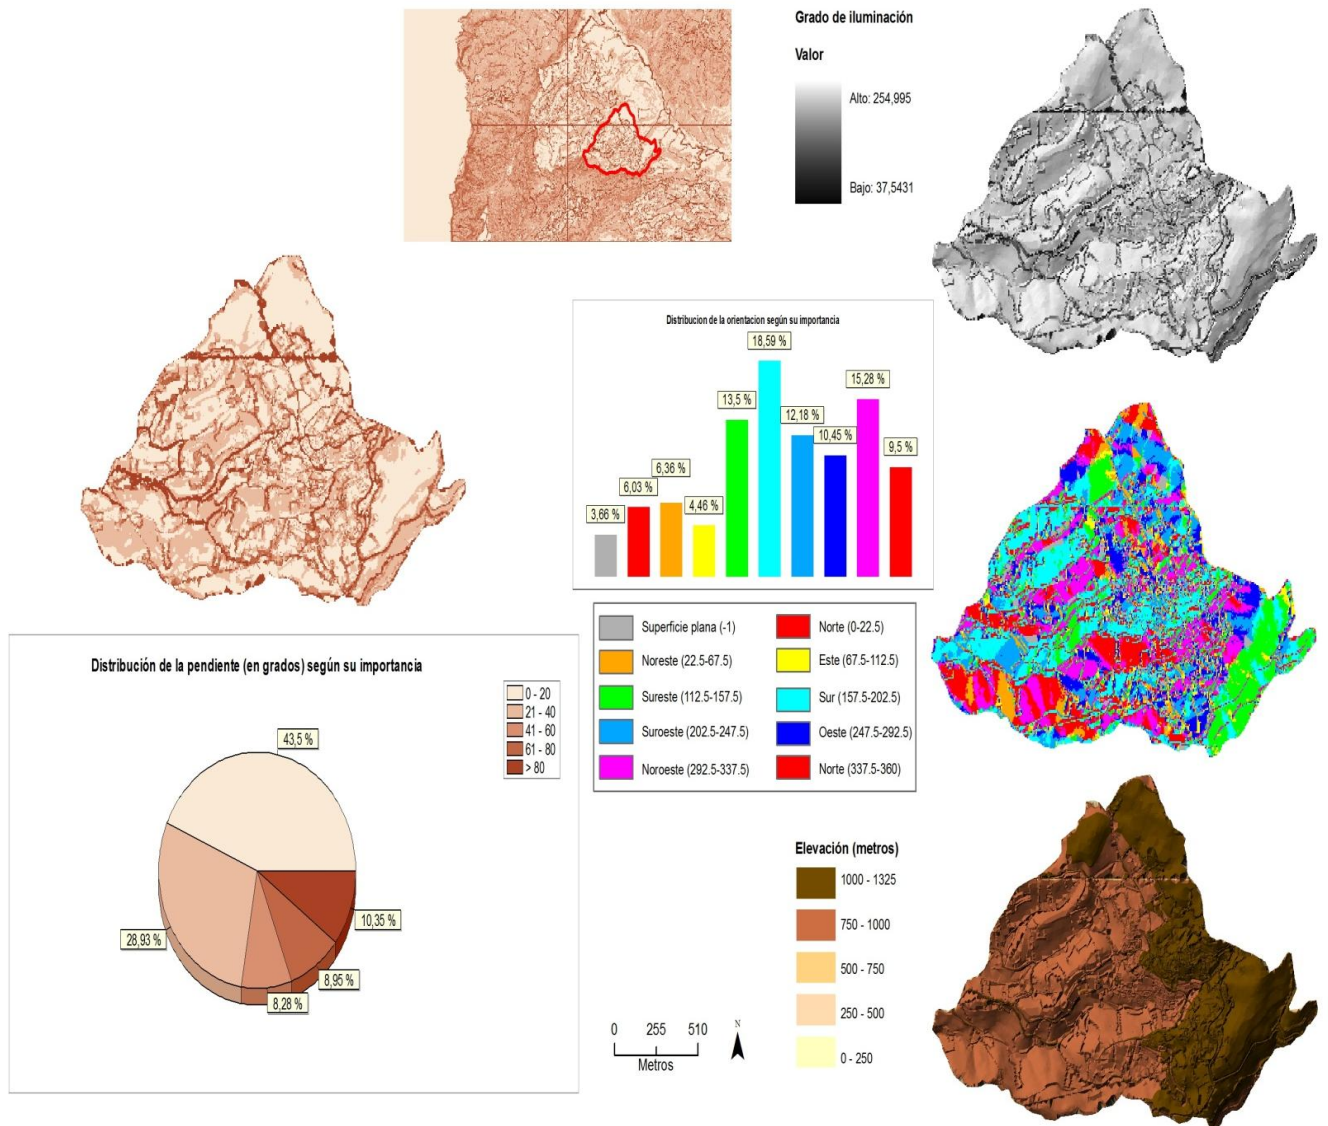 Grado de iluminación
Valor
Alto: 254,995
Bajo: 37,5431
Distribucion de la orientacion según su importancia
18,59 %
15,28 %
13,5 %
12,18 %
10,45 %
9,5 %
6,36 %
6,03 %
4,46 %
3,66 %
Superficie plana (-1)
Norte (0-22.5)
Noreste (22.5-67.5)
Este (67.5-112.5)
Sureste (112.5-157.5)
Sur (157.5-202.5)
Suroeste (202.5-247.5)
Oeste (247.5-292.5)
Noroeste (292.5-337.5)
Norte (337.5-360)
Distribución de la pendiente (en grados) según su importancia
0 - 20
21 - 40
41 - 60
61 - 80
> 80
43,5 %
10,35 %
28,93 %
8,95 %
8,28 %
Elevación (metros)
1000 - 1325
750 - 1000
500 - 750
250 - 500
0 - 250
0 255 510
Metros
N